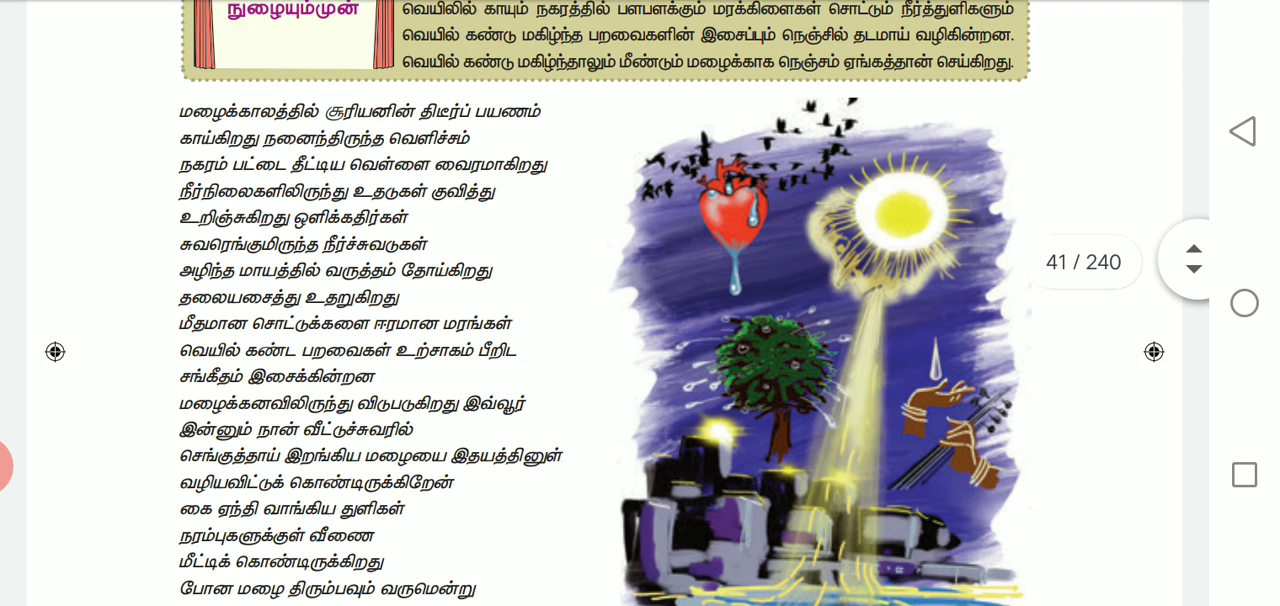 நுழையும்முன்
வெயிலில் காயும் நகரத்தில் பளபளக்கும் மரக்கிளைகள் சொட்டும் நீர்த்துளிகளும்
வெயில் கண்டு மகிழ்ந்த பறவைகளின் இசைப்பும் நெஞ்சில் தடமாய் வழிகின்றன.
வெயில் கண்டு மகிழ்ந்தாலும் மீண்டும் மழைக்காக நெஞ்சம் ஏங்கத்தான் செய்கிறது.
மழைக்காலத்தில் சூரியனின் திடீர்ப் பயணம்
காய்கிறது நனைந்திருந்த வெளிச்சம்
நகரம் பட்டை தீட்டிய வெள்ளை வைரமாகிறது
நீர்நிலைகளிலிருந்து உதடுகள் குவித்து
உறிஞ்சுகிறது ஒளிக்கதிர்கள்
சுவரெங்குமிருந்த நீர்ச்சுவடுகள்
அழிந்த மாயத்தில் வருத்தம் தோய்கிறது
தலையசைத்து உதறுகிறது
மீதமான சொட்டுக்களை ஈரமான மரங்கள்
வெயில் கண்ட பறவைகள் உற்சாகம் பீறிட
சங்கீதம் இசைக்கின்றன
மழைக்கனவிலிருந்து விடுபடுகிறது இவ்வூர்
இன்னும் நான் வீட்டுச்சுவரில்
செங்குத்தாய் இறங்கிய மழையை இதயத்தினுள்
வழியவிட்டுக் கொண்டிருக்கிறேன்
கை ஏந்தி வாங்கிய துளிகள்
நரம்புகளுக்குள் வீணை
மீட்டிக் கொண்டிருக்கிறது
போன மழை திரும்பவும் வருமென்று
41 / 240